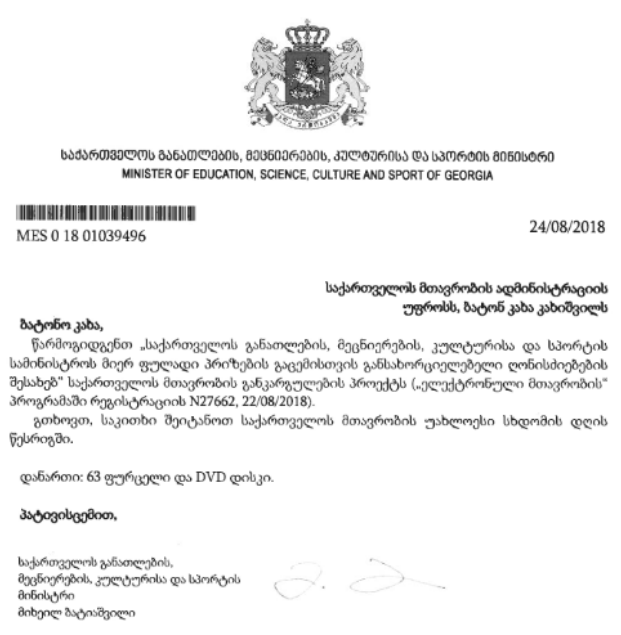 საქართველოს განათლების, მეცნიერების, კულტურისა და სპორტის მინისტრი
MINISTER OF EDUCATION, SCIENCE, CULTURE AND SPORT OF GEORGIA
MES 0 18 01039496
24/08/2018
საქართველოს მთავრობის ადმინისტრაციის
უფროსს, ბატონ კახა კახიშვილს
ბატონო კახა,
წარმოგიდგენთ „საქართველოს განათლების, მეცნიერების, კულტურისა და სპორტის
სამინისტროს მიერ ფულადი პრიზების გაცემისთვის განსახორციელებელი ღონისძიებების
შესახებ“ საქართველოს მთავრობის განკარგულების პროექტს („ელექტრონული მთავრობის“
პროგრამაში რეგისტრაციის N27662, 22/08/2018).
გთხოვთ, საკითხი შეიტანოთ საქართველოს მთავრობის უახლოესი სხდომის დღის
წესრიგში.
დანართი: 63 ფურცელი და DVD დისკი.
პატივისცემით,
საქართველოს განათლების,
მეცნიერების, კულტურისა და სპორტის
მინისტრი
მიხეილ ბატიაშვილი